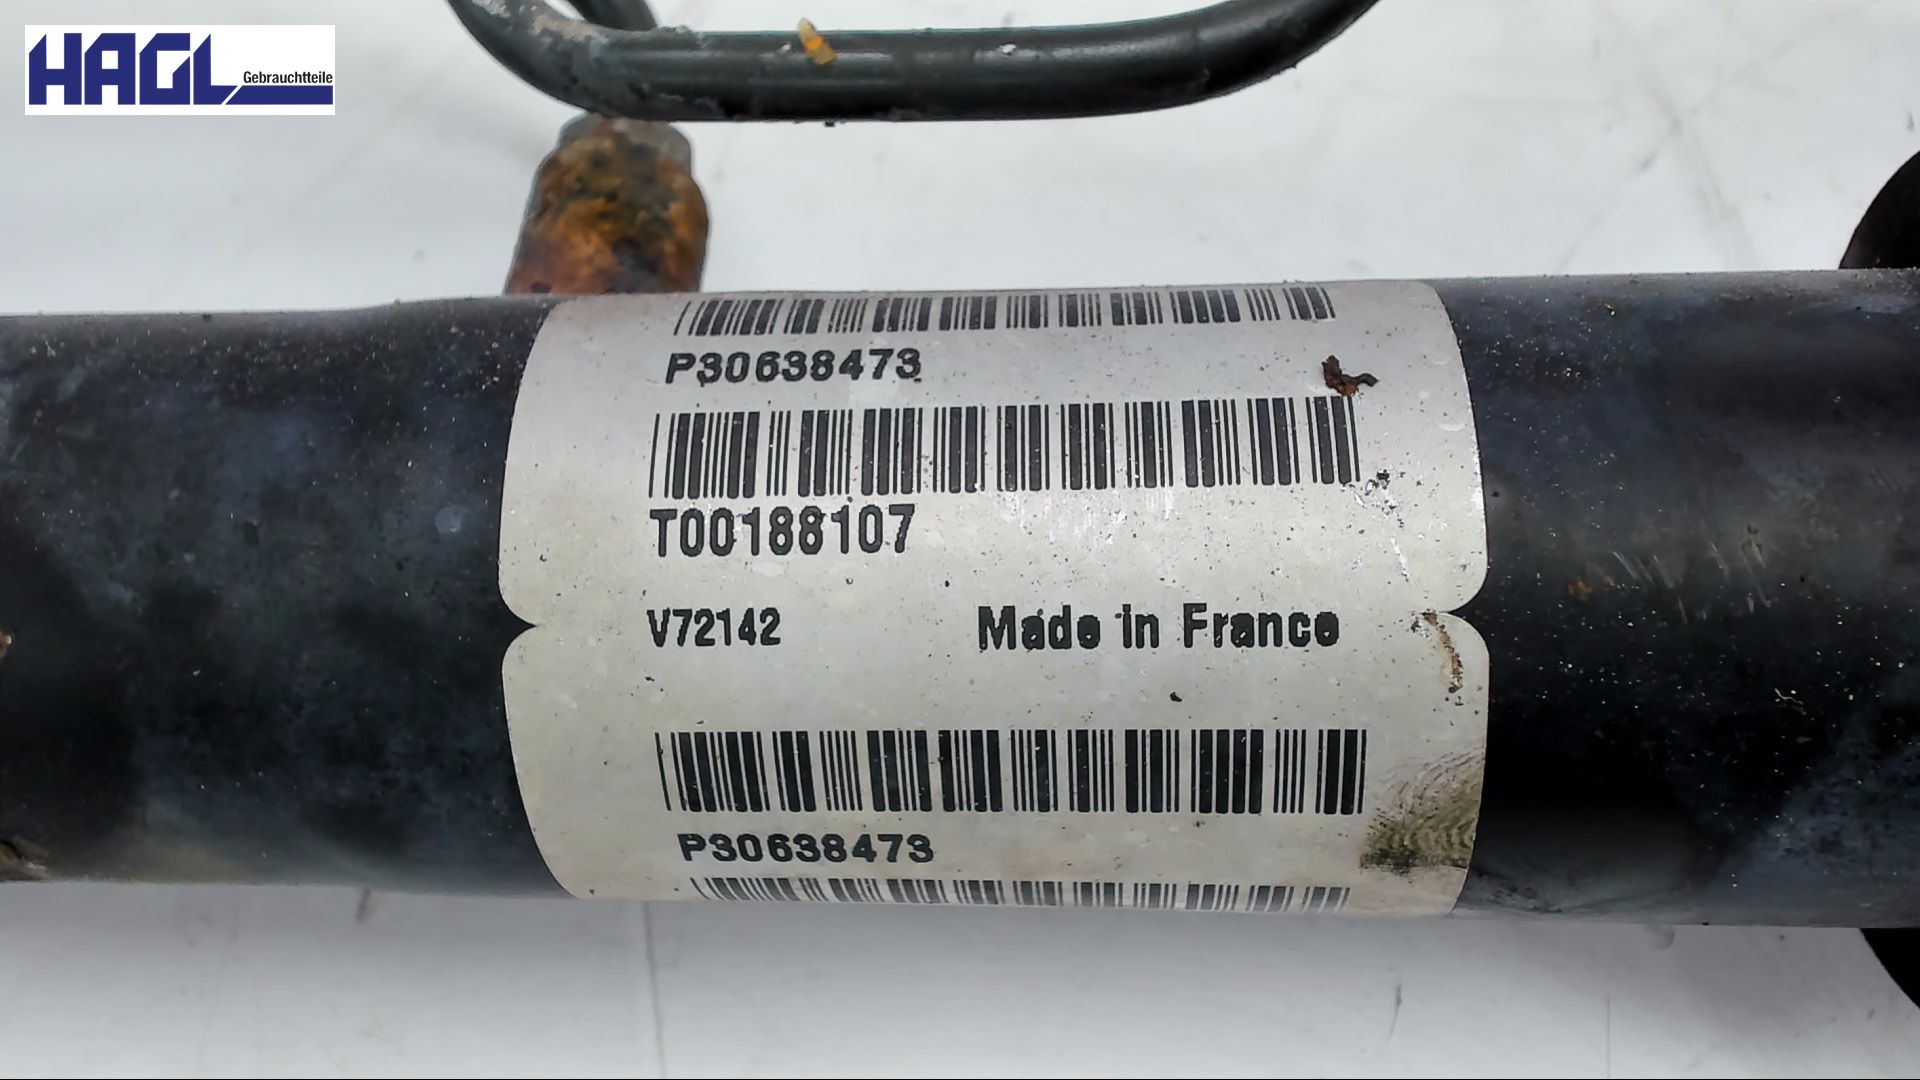 HAGL
Gebrauchtteile
P30638473
T00188107
V72142 Made in France
P30638473